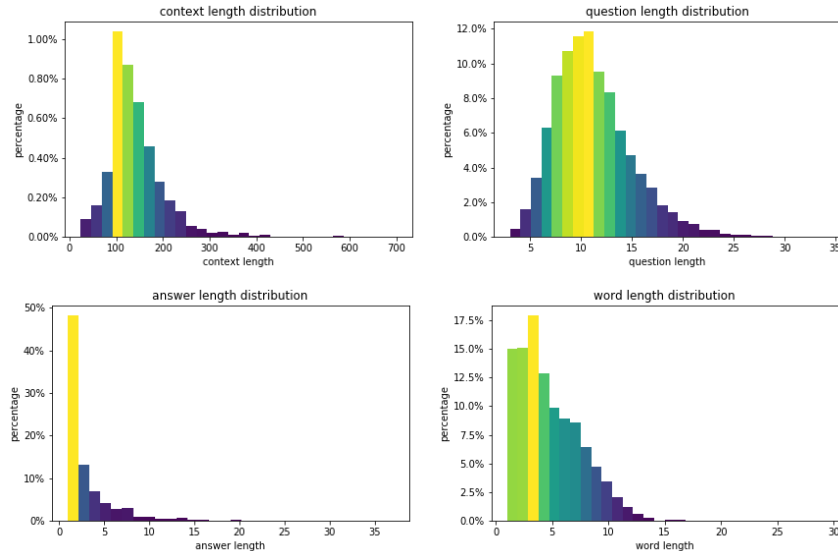 context length distribution
1.00%
0.80%
0.60%
0.40%
0.20%
0.00%
percentage
0 100 200 300 400 500 600 700
context length
question length distribution
12.0%
10.0%
8.0%
6.0%
4.0%
2.0%
0.0%
percentage
5 10 15 20 25 30 35
question length
answer length distribution
50%
40%
30%
20%
10%
0%
percentage
0 5 10 15 20 25 30 35
answer length
word length distribution
17.5%
15.0%
12.5%
10.0%
7.5%
5.0%
2.5%
0.0%
percentage
0 5 10 15 20 25 30
word length